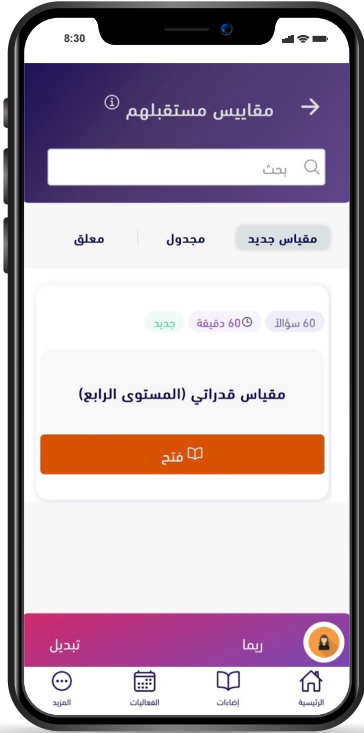 8:30
مقاييس مستقبلهم
بحث
مقياس جديد مجدول معلق
60 سؤالاً 60 دقيقة جديد
مقياس قدراتي (المستوى الرابع)
فتح
ريما تبديل
الرئيسية إضاءات الفعاليات المزيد